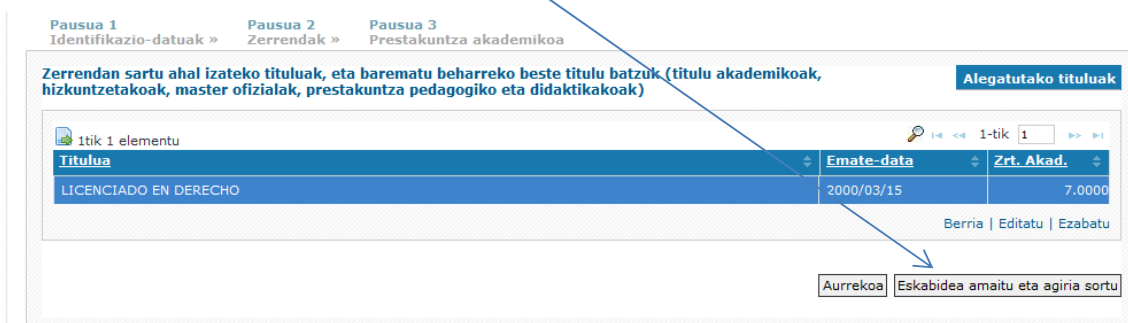 Pausua 1
Identifikazio-datuak »
Pausua 2
Zerrendak »
Pausua 3
Prestakuntza akademikoa
Zerrendan sartu ahal izateko tituluak, eta barematu beharreko beste titulu batzuk (titulu akademikoak,
hizkuntzetakoak, master ofizialak, prestakuntza pedagogiko eta didaktikakoak)
Alegatutako tituluak
1tik 1 elementu
1-tik 1
Titulua Emate-data Zrt. Akad.
LICENCIADO EN DERECHO 2000/03/15 7.0000
Berria | Editatu | Ezabatu
Aurrekoa Eskabidea amaitu eta agiria sortu